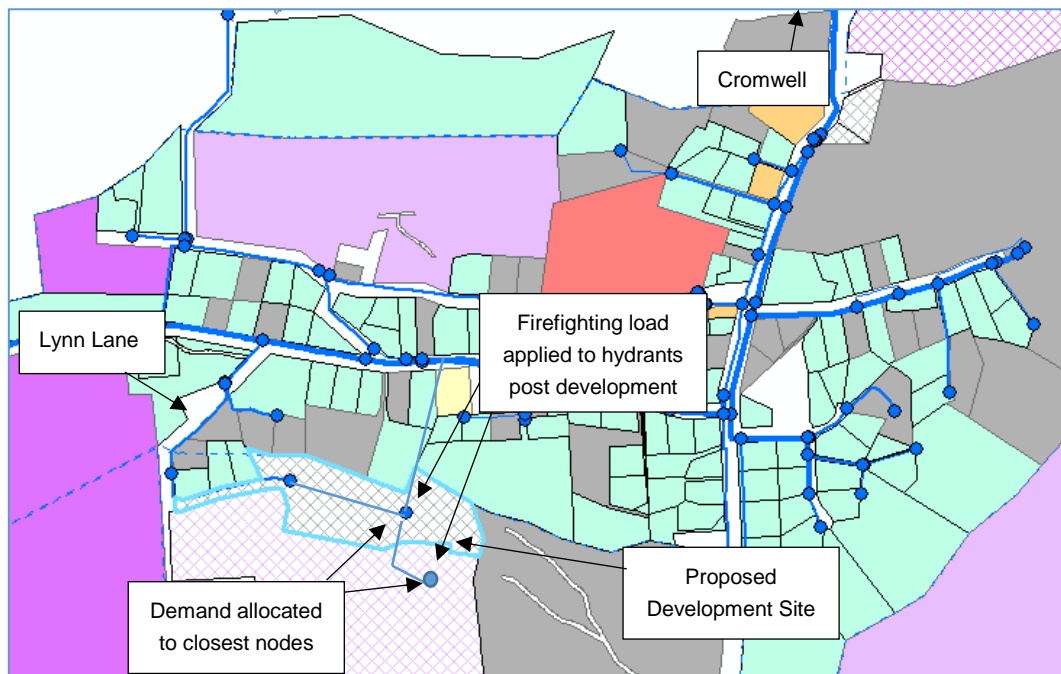 Cromwell
Lynn Lane
Firefighting load
applied to hydrants
post development
Demand allocated
to closest nodes
Proposed
Development Site